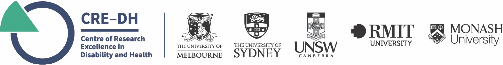 CRE–DH
Centre of Research
Excellence in
Disability and Health
THE UNIVERSITY OF
MELBOURNE
THE UNIVERSITY OF
SYDNEY
UNSW
CANBERRA
RMIT
UNIVERSITY
MONASH
University